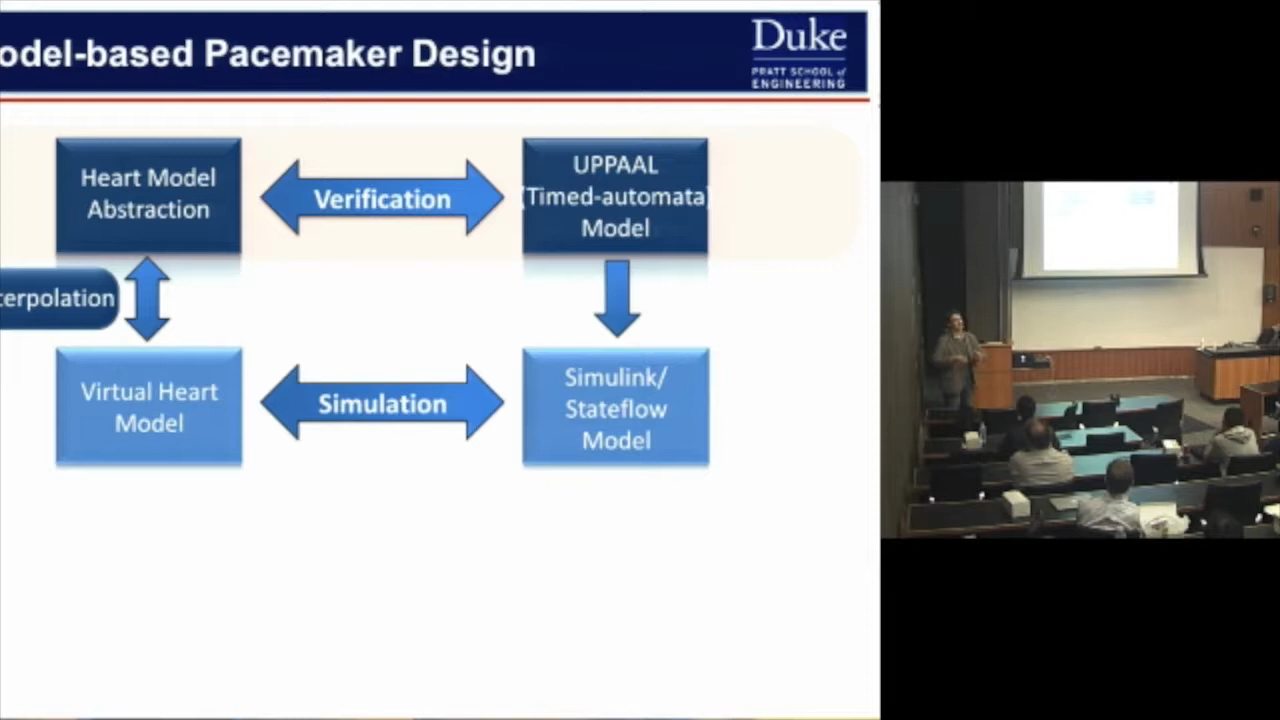 odel-based Pacemaker Design
Duke
PRATT SCHOOL of
ENGINEERING
Heart Model
Abstraction
Verification
UPPAAL
(Timed-automata)
Model
terpolation
Virtual Heart
Model
Simulation
Simulink/
Stateflow
Model